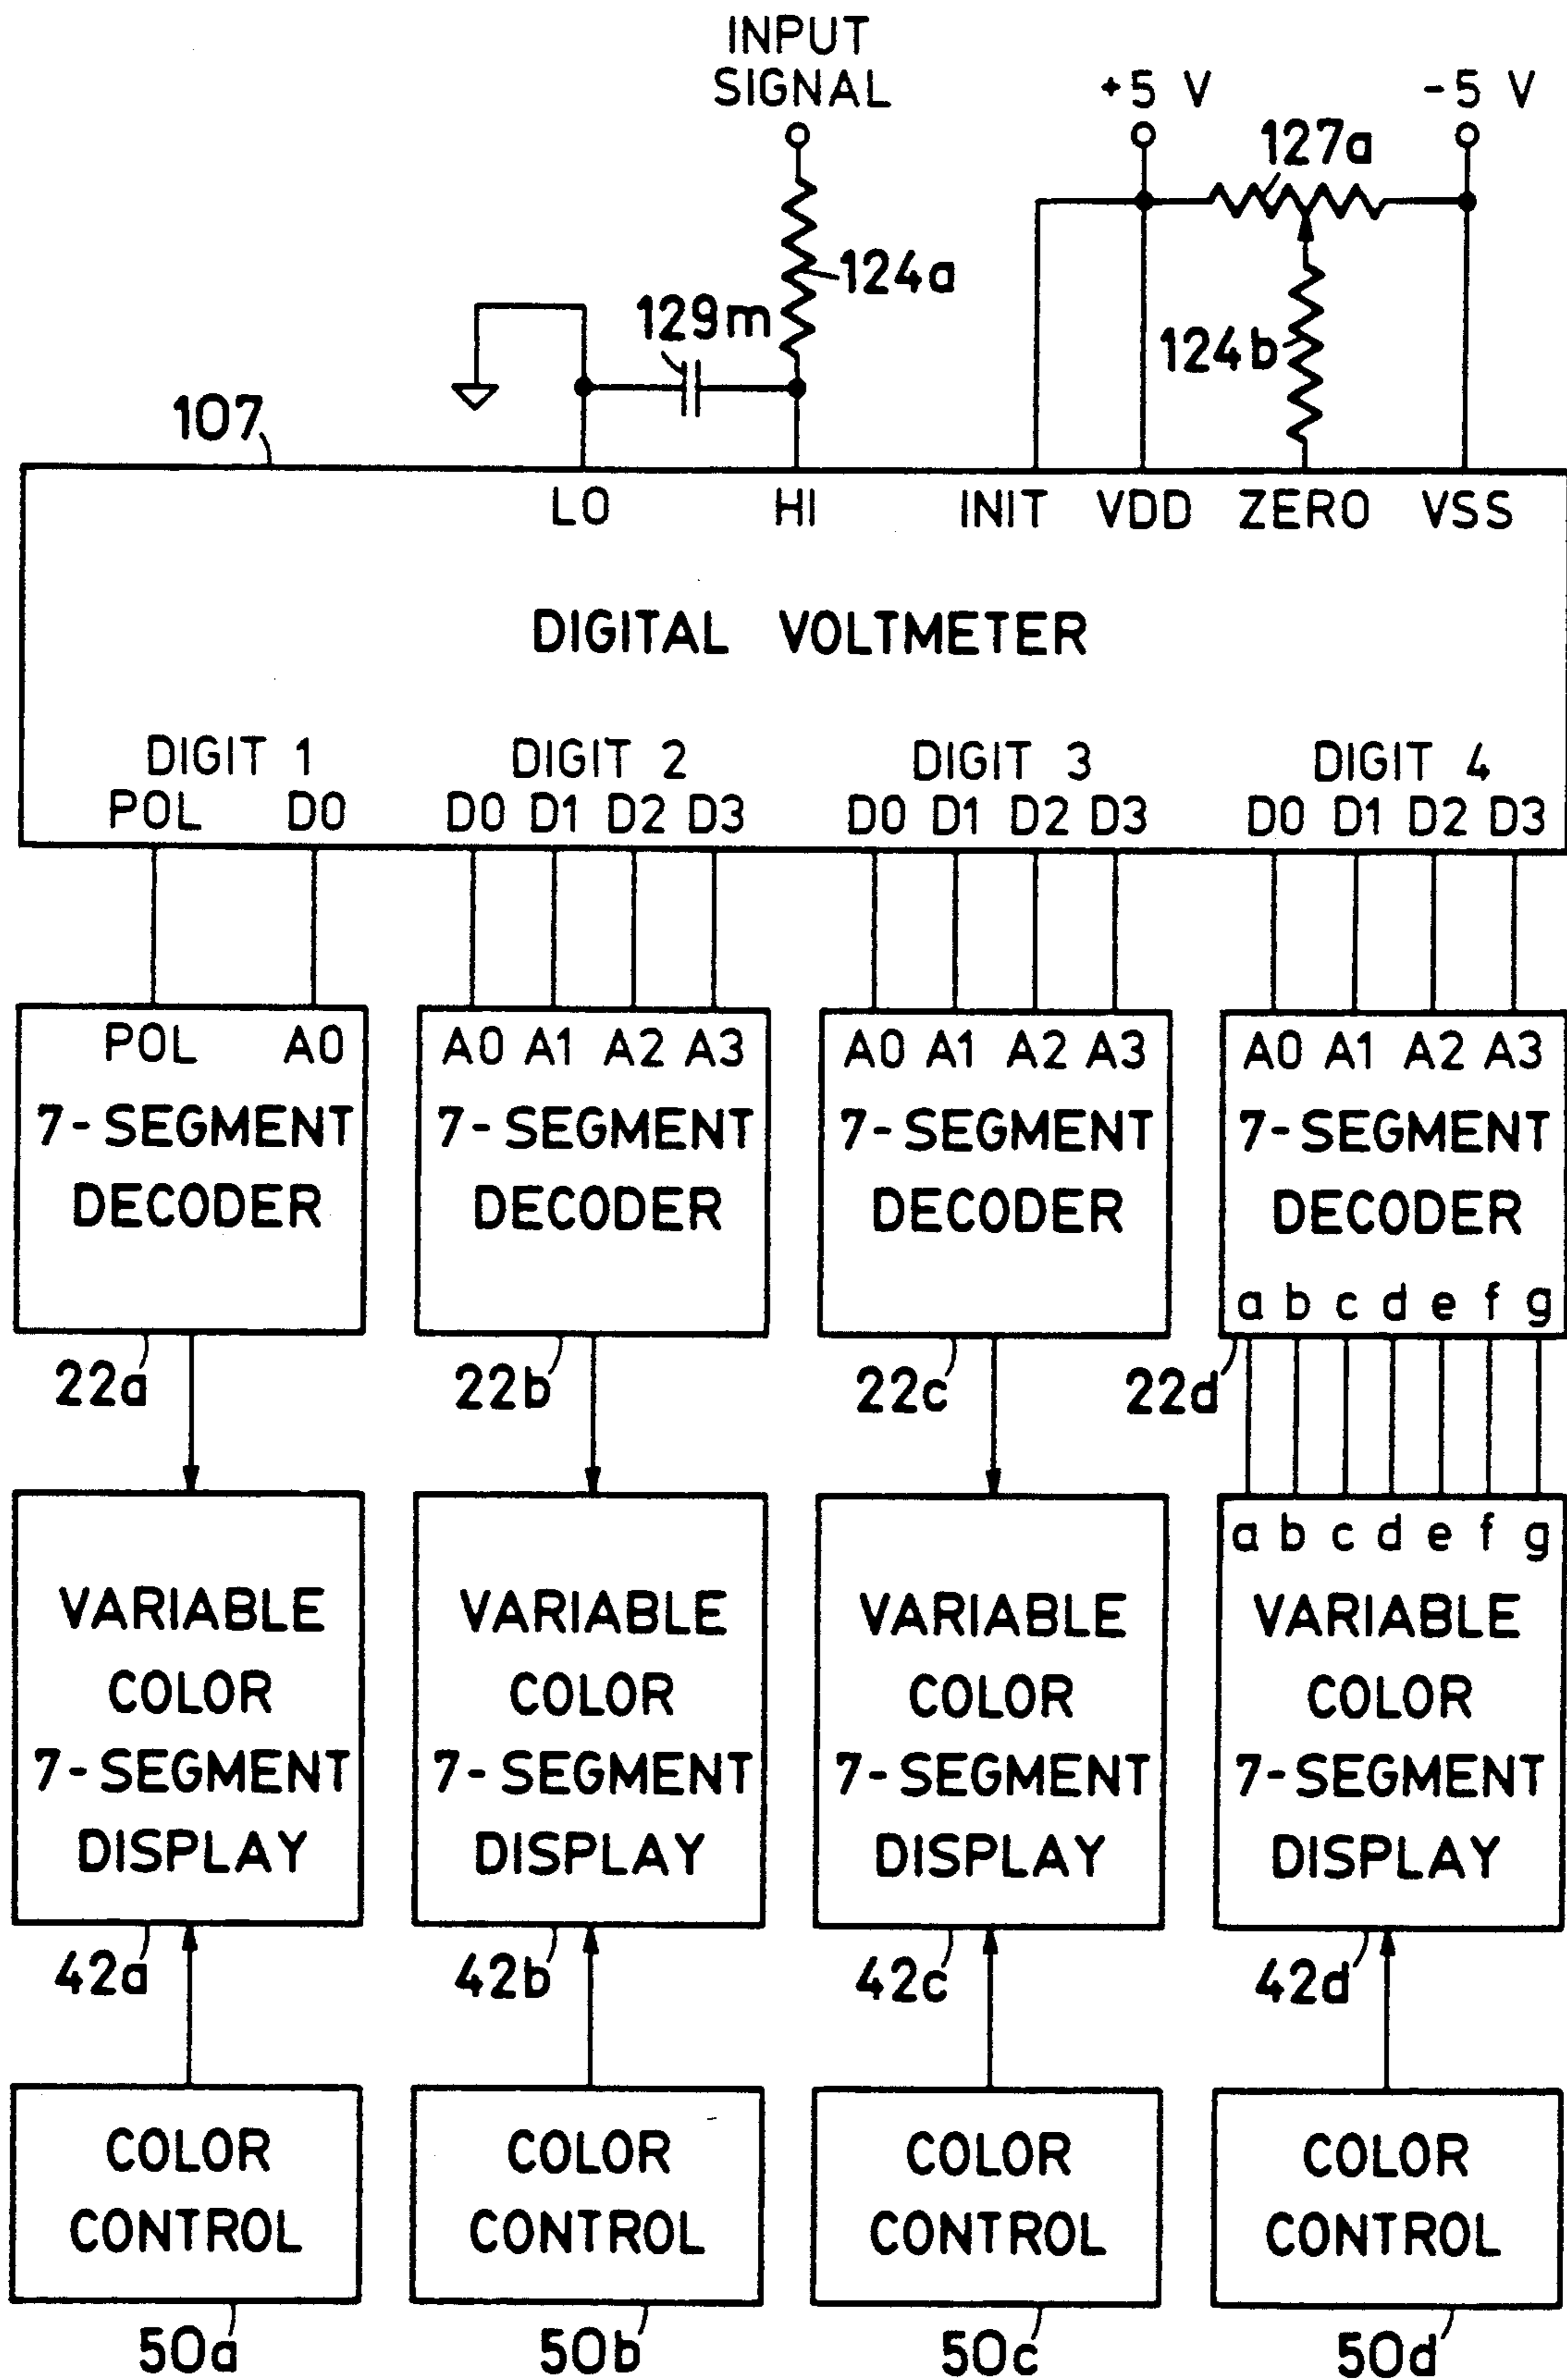 INPUT
SIGNAL
+5 V
-5 V
127a
124a
129m
124b
107
LO HI INIT VDD ZERO VSS
DIGITAL VOLTMETER
DIGIT 1 DIGIT 2 DIGIT 3 DIGIT 4
POL D0 D0 D1 D2 D3 D0 D1 D2 D3 D0 D1 D2 D3
POL A0 A0 A1 A2 A3 A0 A1 A2 A3 A0 A1 A2 A3
7-SEGMENT 7-SEGMENT 7-SEGMENT 7-SEGMENT
DECODER DECODER DECODER DECODER
a b c d e f g
22a 22b 22c 22d
a b c d e f g
VARIABLE VARIABLE VARIABLE VARIABLE
COLOR COLOR COLOR COLOR
7-SEGMENT 7-SEGMENT 7-SEGMENT 7-SEGMENT
DISPLAY DISPLAY DISPLAY DISPLAY
42a 42b 42c 42d
COLOR COLOR COLOR COLOR
CONTROL CONTROL CONTROL CONTROL
50a 50b 50c 50d